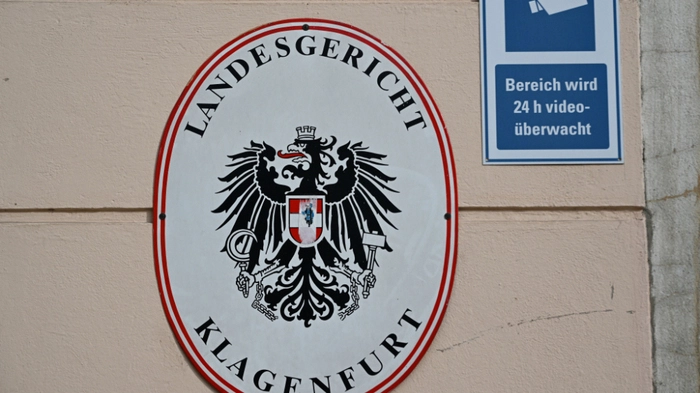 LANDESGERICHT
KLAGENFURT
Bereich wird
24 h video-
überwacht